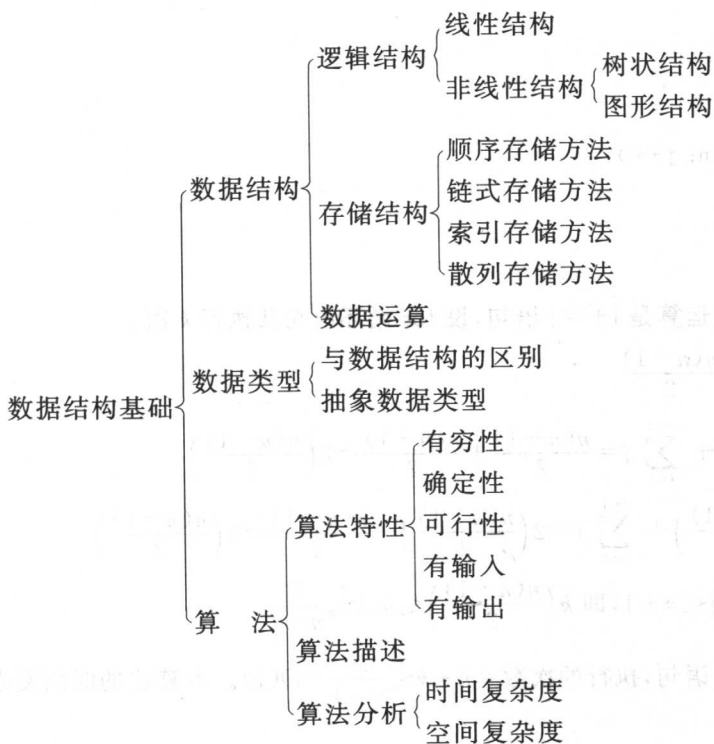 线性结构
逻辑结构
非线性结构
树状结构
图形结构
数据结构
顺序存储方法
链式存储方法
存储结构
索引存储方法
散列存储方法
数据运算
数据结构基础
数据类型
与数据结构的区别
抽象数据类型
有穷性
确定性
算法特性
可行性
有输入
有输出
算 法
算法描述
算法分析
时间复杂度
空间复杂度